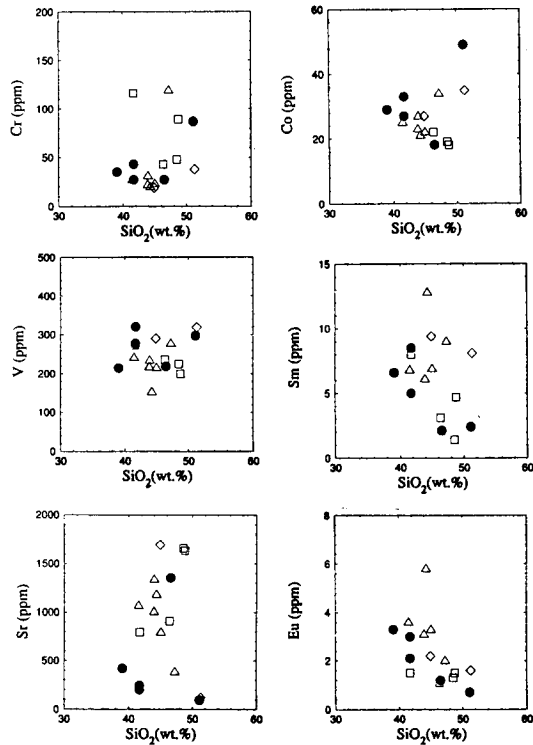 200
150
100
50
0
Cr (ppm)
30 40 50 60
SiO2(wt.%)
60
40
20
0
Co (ppm)
30 40 50 60
SiO2(wt.%)
500
400
300
200
100
0
V (ppm)
30 40 50 60
SiO2(wt.%)
15
10
5
0
Sm (ppm)
30 40 50 60
SiO2(wt.%)
2000
1500
1000
500
0
Sr (ppm)
30 40 50 60
SiO2(wt.%)
8
6
4
2
0
Eu (ppm)
30 40 50 60
SiO2(wt.%)